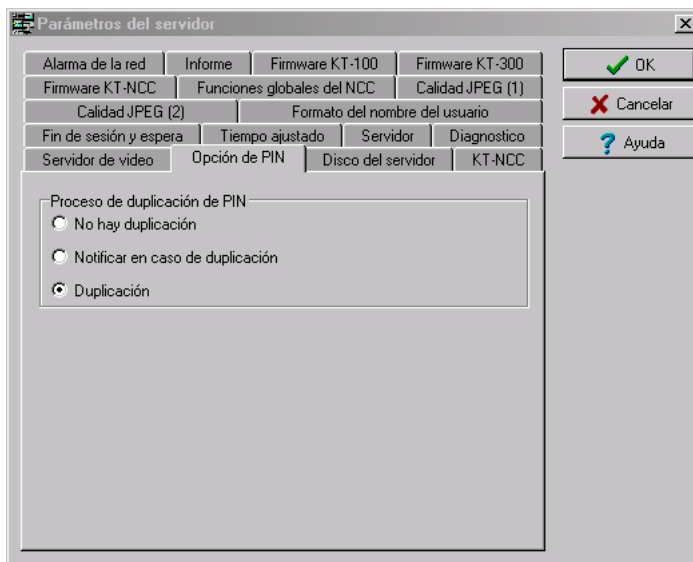 Parámetros del servidor
Alarma de la red Informe Firmware KT-100 Firmware KT-300
Firmware KT-NCC Funciones globales del NCC Calidad JPEG (1)
Calidad JPEG (2) Formato del nombre del usuario
Fin de sesión y espera Tiempo ajustado Servidor Diagnostico
Servidor de video Opción de PIN Disco del servidor KT-NCC
Proceso de duplicación de PIN
No hay duplicación
Notificar en caso de duplicación
Duplicación
OK
Cancelar
Ayuda